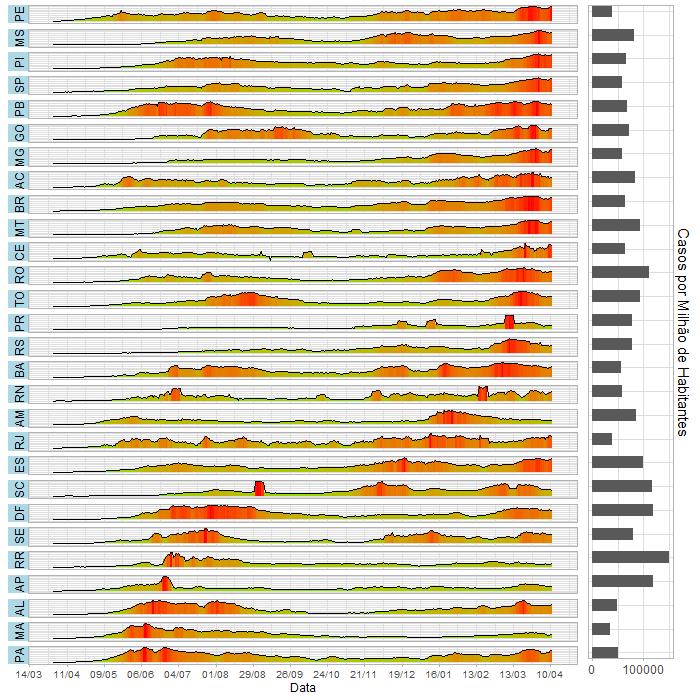 PE
MS
PI
SP
PB
GO
MG
AC
BR
MT
CE
RO
TO
PR
RS
BA
RN
AM
RJ
ES
SC
DF
SE
RR
AP
AL
MA
PA
14/03 11/04 09/05 06/06 04/07 01/08 29/08 26/09 24/10 21/11 19/12 16/01 13/02 13/03 10/04
Data
0 100000
Casos por Milhão de Habitantes